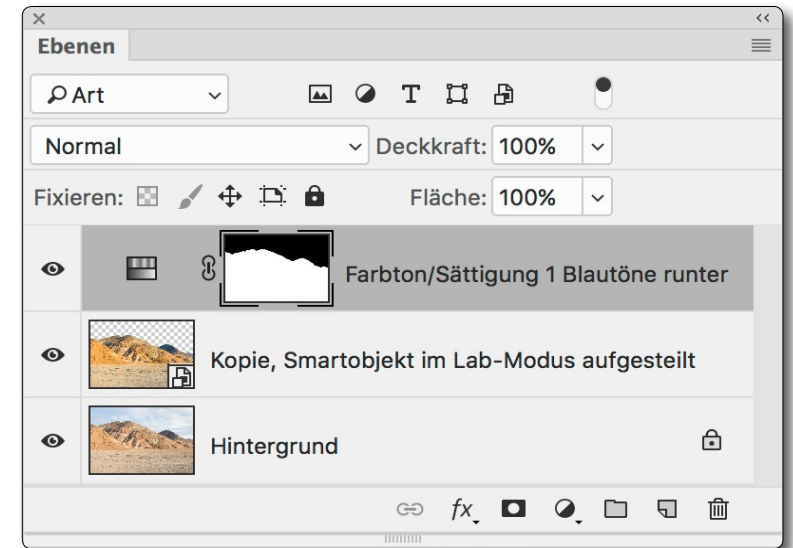 Ebenen
Art
Normal Deckkraft: 100%
Fixieren: Fläche: 100%
Farbton/Sättigung 1 Blautöne runter
Kopie, Smartobjekt im Lab-Modus aufgesteilt
Hintergrund
fx